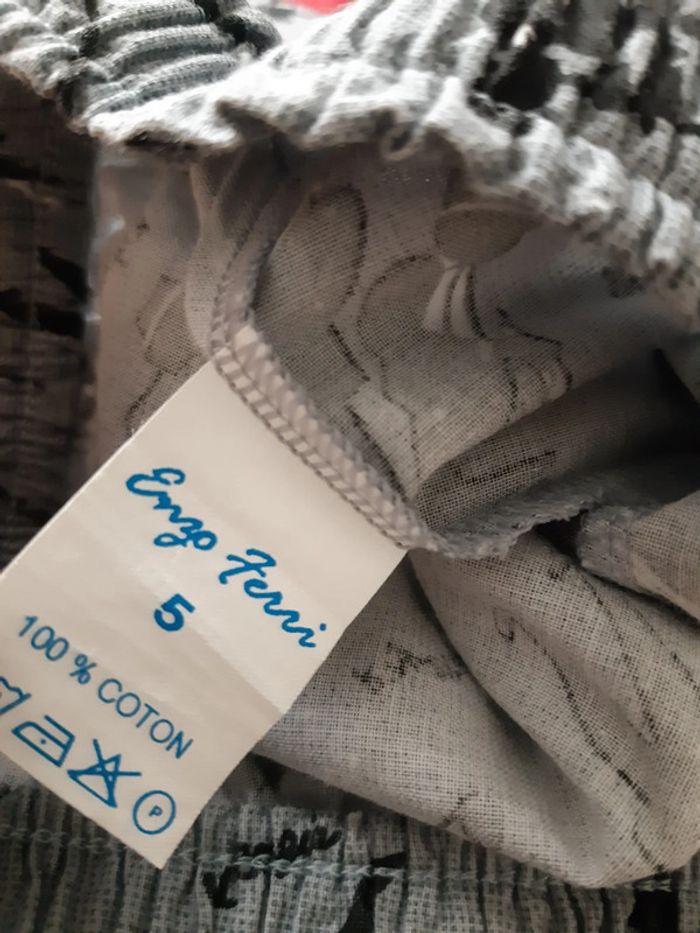 Enzo Ferri
5
100 % COTON
P